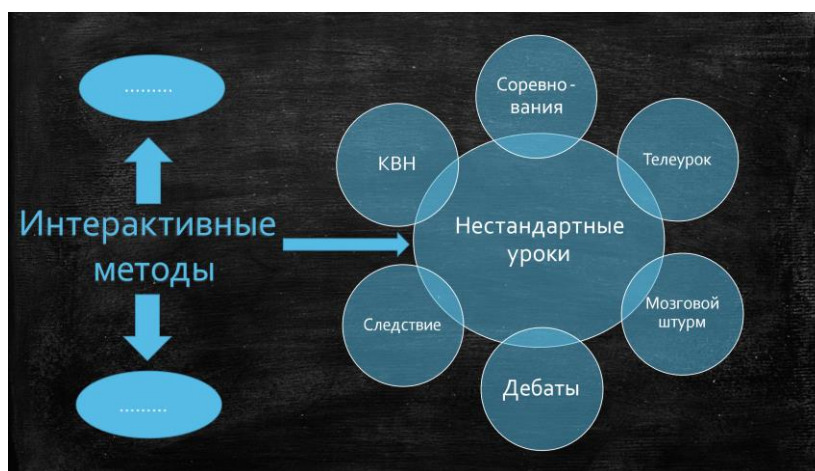 .........
Интерактивные
методы
.........
Соревно-
вания
КВН
Телеурок
Нестандартные
уроки
Следствие
Мозговой
штурм
Дебаты